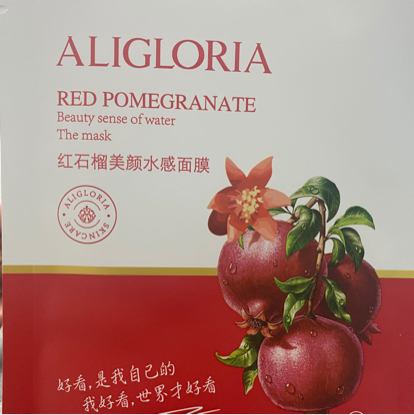 ALIGLORIA
RED POMEGRANATE
Beauty sense of water
The mask
红石榴美颜水感面膜
ALIGLORIA
SKINCARE
好看,是我自己的
我好看,世界才好看